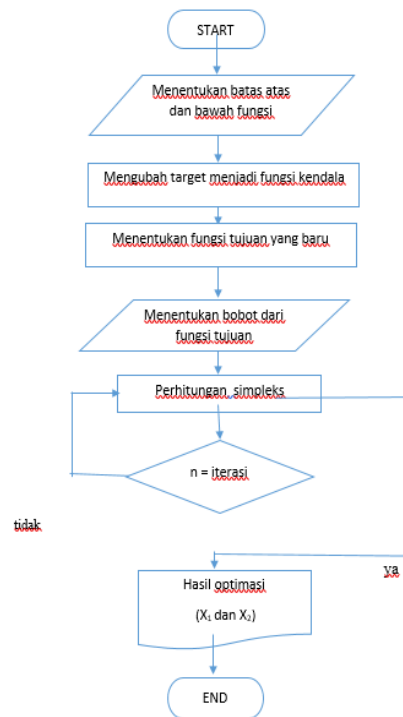 START
Menentukan batas atas
dan bawah fungsi
Mengubah target menjadi fungsi kendala
Menentukan fungsi tujuan yang baru
Menentukan bobot dari
fungsi tujuan
Perhitungan simpleks
n = iterasi
tidak
ya
Hasil optimasi
(X₁ dan X₂)
END